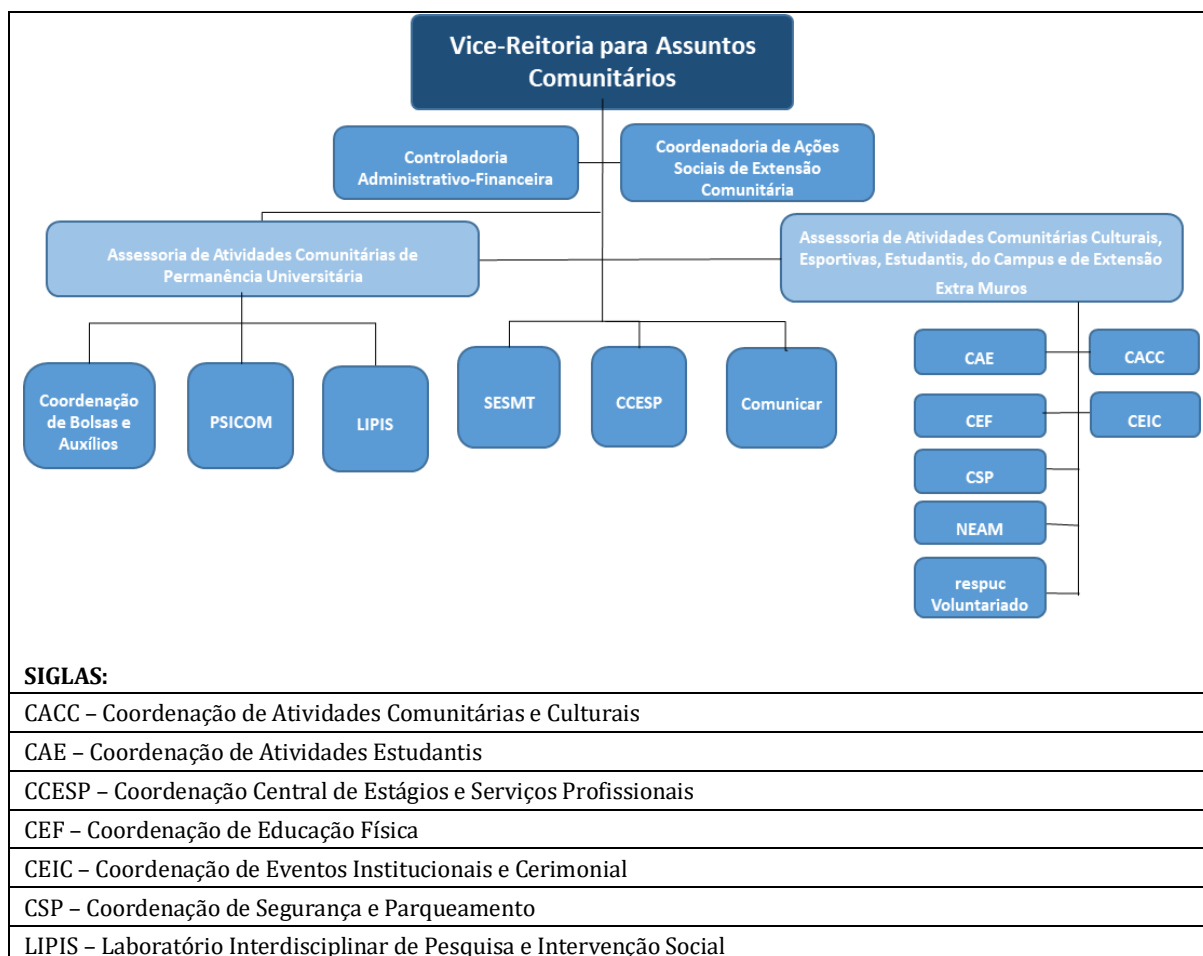 Vice-Reitoria para Assuntos
Comunitários
Controladoria
Administrativo-Financeira
Coordenadoria de Ações
Sociais de Extensão
Comunitária
Assessoria de Atividades Comunitárias de
Permanência Universitária
Assessoria de Atividades Comunitárias Culturais,
Esportivas, Estudantis, do Campus e de Extensão
Extra Muros
Coordenação
de Bolsas e
Auxílios
PSICOM
LIPIS
SESMT
CCESP
Comunicar
CAE
CACC
CEF
CEIC
CSP
NEAM
respuc
Voluntariado
SIGLAS:
CACC – Coordenação de Atividades Comunitárias e Culturais
CAE – Coordenação de Atividades Estudantis
CCESP – Coordenação Central de Estágios e Serviços Profissionais
CEF – Coordenação de Educação Física
CEIC – Coordenação de Eventos Institucionais e Cerimonial
CSP – Coordenação de Segurança e Parqueamento
LIPIS – Laboratório Interdisciplinar de Pesquisa e Intervenção Social